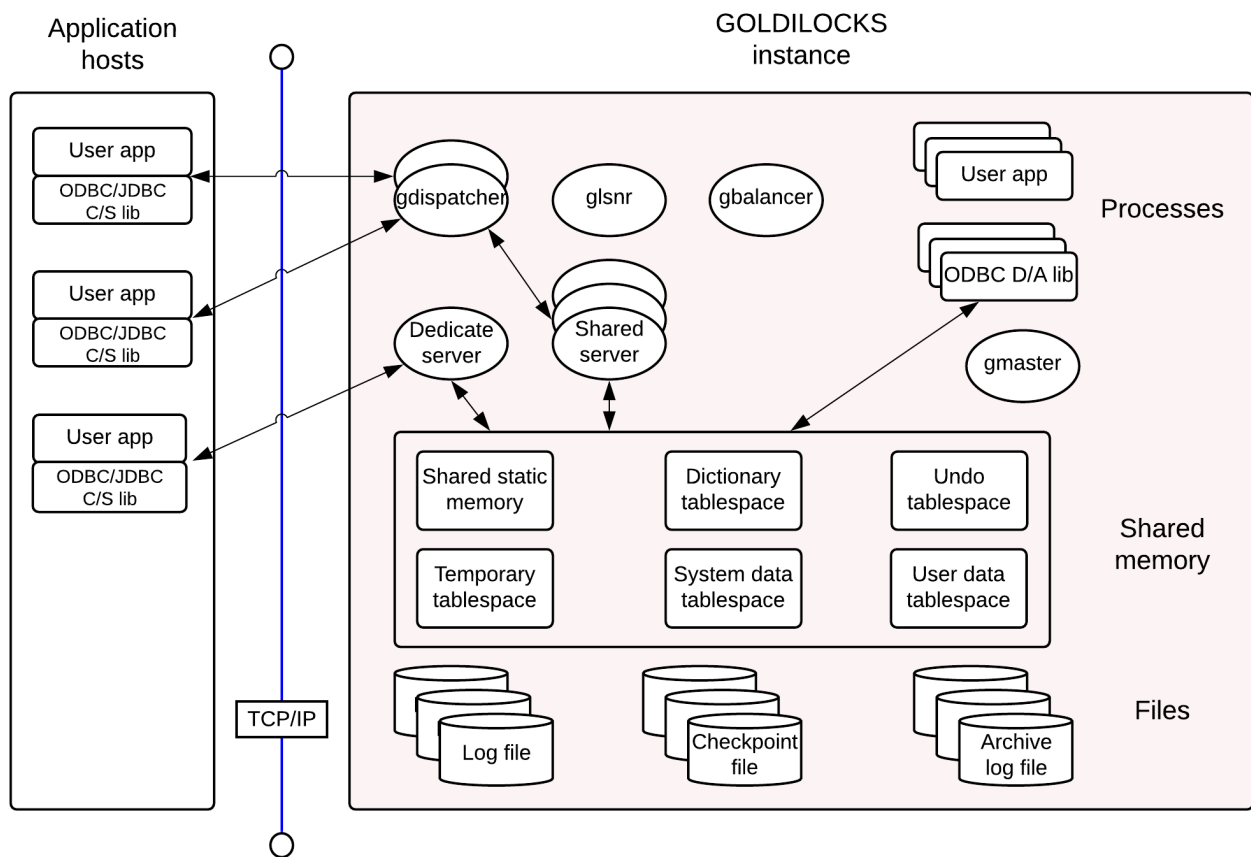 Application
hosts
GOLDILOCKS
instance
User app
ODBC/JDBC
C/S lib
User app
ODBC/JDBC
C/S lib
User app
ODBC/JDBC
C/S lib
TCP/IP
gdispatcher
glsnr
gbalancer
User app
Processes
ODBC D/A lib
Dedicate
server
Shared
server
gmaster
Shared static
memory
Dictionary
tablespace
Undo
tablespace
Temporary
tablespace
System data
tablespace
User data
tablespace
Shared
memory
Log file
Checkpoint
file
Archive
log file
Files